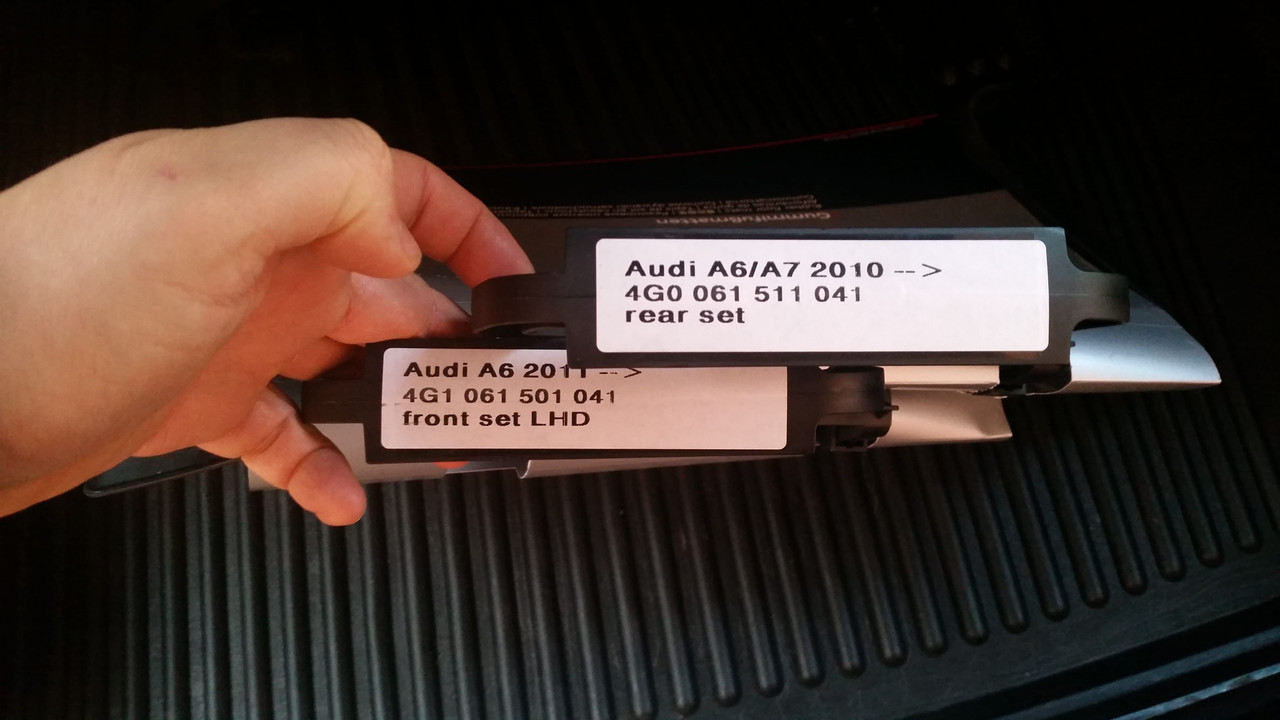 Gummifußmatten
Audi A6/A7 2010 -->
4G0 061 511 041
rear set
Audi A6 2011 -->
4G1 061 501 041
front set LHD